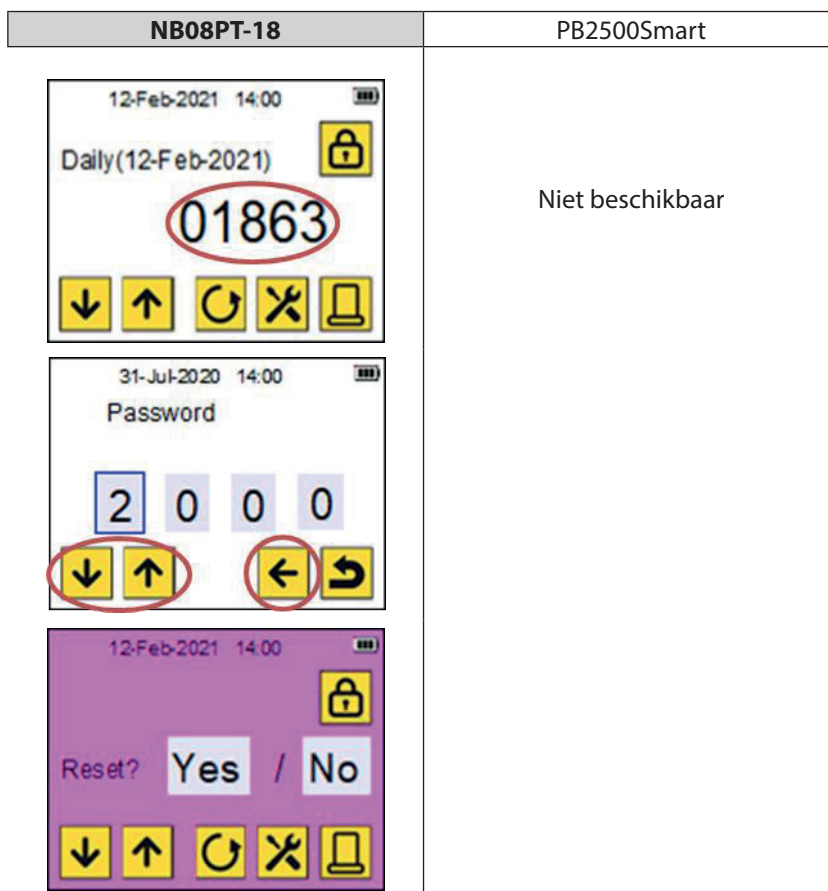 NB08PT-18 PB2500Smart
12-Feb-2021 14:00
Daily(12-Feb-2021)
01863
Niet beschikbaar
31-Jul-2020 14:00
Password
2 0 0 0
12-Feb-2021 14:00
Reset? Yes / No